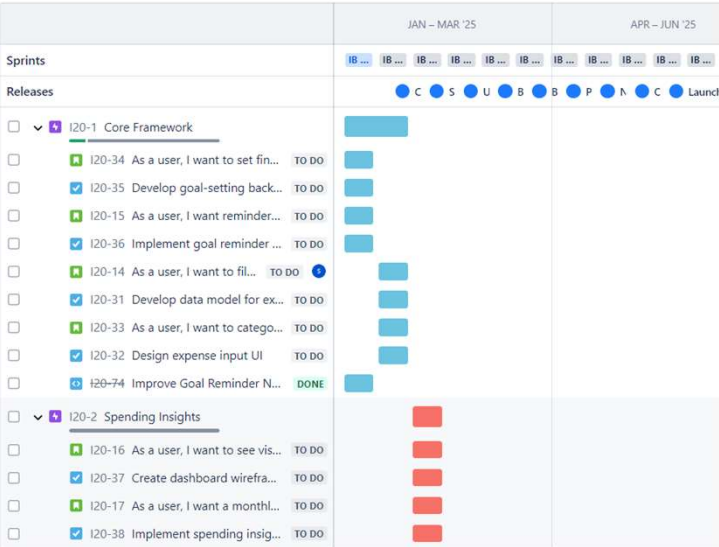 JAN – MAR '25 APR – JUN '25
Sprints IB ... IB ... IB ... IB ... IB ... IB ... IB ... IB ... IB ... IB ... IB ...
Releases C S U B B P N C Launch
I20-1 Core Framework
I20-34 As a user, I want to set fin... TO DO
I20-35 Develop goal-setting back... TO DO
I20-15 As a user, I want reminder... TO DO
I20-36 Implement goal reminder ... TO DO
I20-14 As a user, I want to fil... TO DO S
I20-31 Develop data model for ex... TO DO
I20-33 As a user, I want to catego... TO DO
I20-32 Design expense input UI TO DO
I20-74 Improve Goal Reminder N... DONE
I20-2 Spending Insights
I20-16 As a user, I want to see vis... TO DO
I20-37 Create dashboard wirefra... TO DO
I20-17 As a user, I want a monthl... TO DO
I20-38 Implement spending insig... TO DO